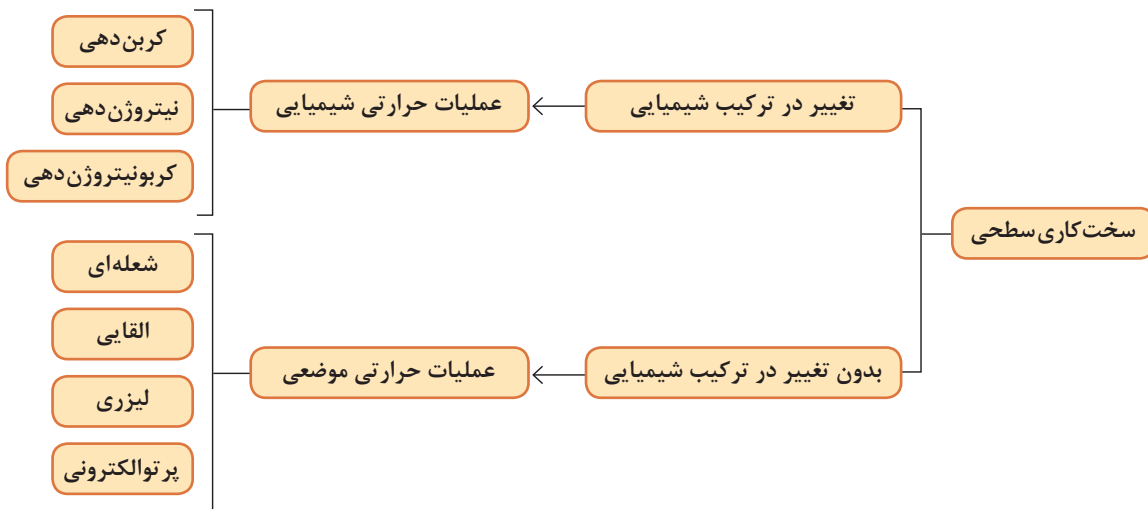 سخت‌کاری سطحی
تغییر در ترکیب شیمیایی
عملیات حرارتی شیمیایی
کربن‌دهی
نیتروژن‌دهی
کربونیتروژن‌دهی
بدون تغییر در ترکیب شیمیایی
عملیات حرارتی موضعی
شعله‌ای
القایی
لیزری
پرتوالکترونی